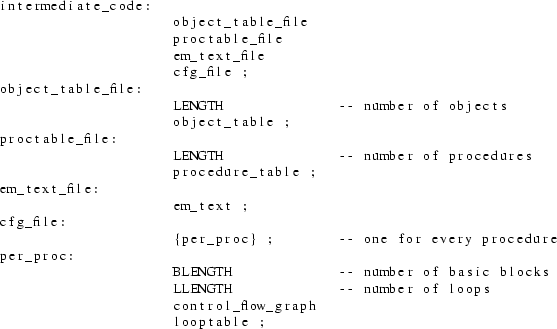 intermediate_code:
object_table_file
proctable_file
em_text_file
cfg_file ;
object_table_file:
LENGTH -- number of objects
object_table ;
proctable_file:
LENGTH -- number of procedures
procedure_table ;
em_text_file:
em_text ;
cfg_file:
{per_proc} ; -- one for every procedure
per_proc:
BLENGTH -- number of basic blocks
LLENGTH -- number of loops
control_flow_graph
looptable ;